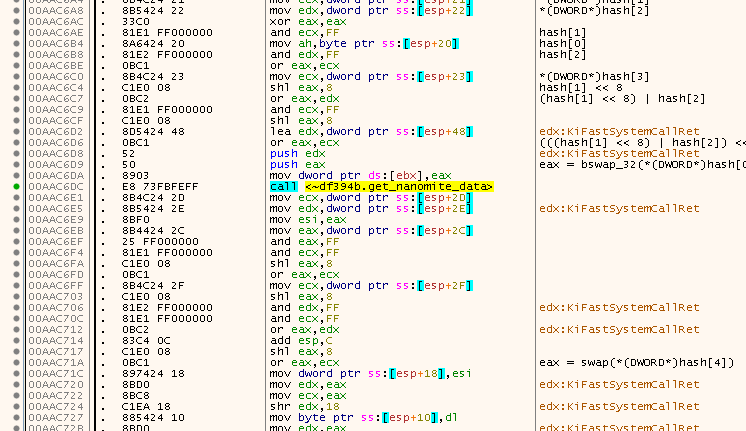 00AAC6A4 . 8B4C24 21 mov ecx,dword ptr ss:[esp+21] *(DWORD*)hash[1]
00AAC6A8 . 8B5424 22 mov edx,dword ptr ss:[esp+22] *(DWORD*)hash[2]
00AAC6AC . 33C0 xor eax,eax
00AAC6AE . 81E1 FF000000 and ecx,FF hash[1]
00AAC6B4 . 8A6424 20 mov ah,byte ptr ss:[esp+20] hash[0]
00AAC6B8 . 81E2 FF000000 and edx,FF hash[2]
00AAC6BE . 0BC1 or eax,ecx
00AAC6C0 . 8B4C24 23 mov ecx,dword ptr ss:[esp+23] *(DWORD*)hash[3]
00AAC6C4 . C1E0 08 shl eax,8 hash[1] << 8
00AAC6C7 . 0BC2 or eax,edx (hash[1] << 8) | hash[2]
00AAC6C9 . 81E1 FF000000 and ecx,FF
00AAC6CF . C1E0 08 shl eax,8
00AAC6D2 . 8D5424 48 lea edx,dword ptr ss:[esp+48] edx:KiFastSystemCallRet
00AAC6D6 . 0BC1 or eax,ecx (((hash[1] << 8) | hash[2]) <<
00AAC6D8 . 52 push edx edx:KiFastSystemCallRet
00AAC6D9 . 50 push eax eax = bswap_32(*(DWORD*)hash[0
00AAC6DA . 8903 mov dword ptr ds:[ebx],eax
00AAC6DC . E8 73FBFEFF call <~df394b.get_nanomite_data>
00AAC6E1 . 8B4C24 2D mov ecx,dword ptr ss:[esp+2D]
00AAC6E5 . 8B5424 2E mov edx,dword ptr ss:[esp+2E] edx:KiFastSystemCallRet
00AAC6E9 . 8BF0 mov esi,eax
00AAC6EB . 8B4424 2C mov eax,dword ptr ss:[esp+2C]
00AAC6EF . 25 FF000000 and eax,FF
00AAC6F4 . 81E1 FF000000 and ecx,FF
00AAC6FA . C1E0 08 shl eax,8
00AAC6FD . 0BC1 or eax,ecx
00AAC6FF . 8B4C24 2F mov ecx,dword ptr ss:[esp+2F]
00AAC703 . C1E0 08 shl eax,8
00AAC706 . 81E2 FF000000 and edx,FF edx:KiFastSystemCallRet
00AAC70C . 81E1 FF000000 and ecx,FF
00AAC712 . 0BC2 or eax,edx edx:KiFastSystemCallRet
00AAC714 . 83C4 0C add esp,C
00AAC717 . C1E0 08 shl eax,8
00AAC71A . 0BC1 or eax,ecx eax = swap(*(DWORD*)hash[4])
00AAC71C . 897424 18 mov dword ptr ss:[esp+18],esi
00AAC720 . 8BD0 mov edx,eax edx:KiFastSystemCallRet
00AAC722 . 8BC8 mov ecx,eax
00AAC724 . C1EA 18 shr edx,18 edx:KiFastSystemCallRet
00AAC727 . 885424 10 mov byte ptr ss:[esp+10],dl
00AAC72B . 8BD0 mov edx,eax edx:KiFastSystemCallRet